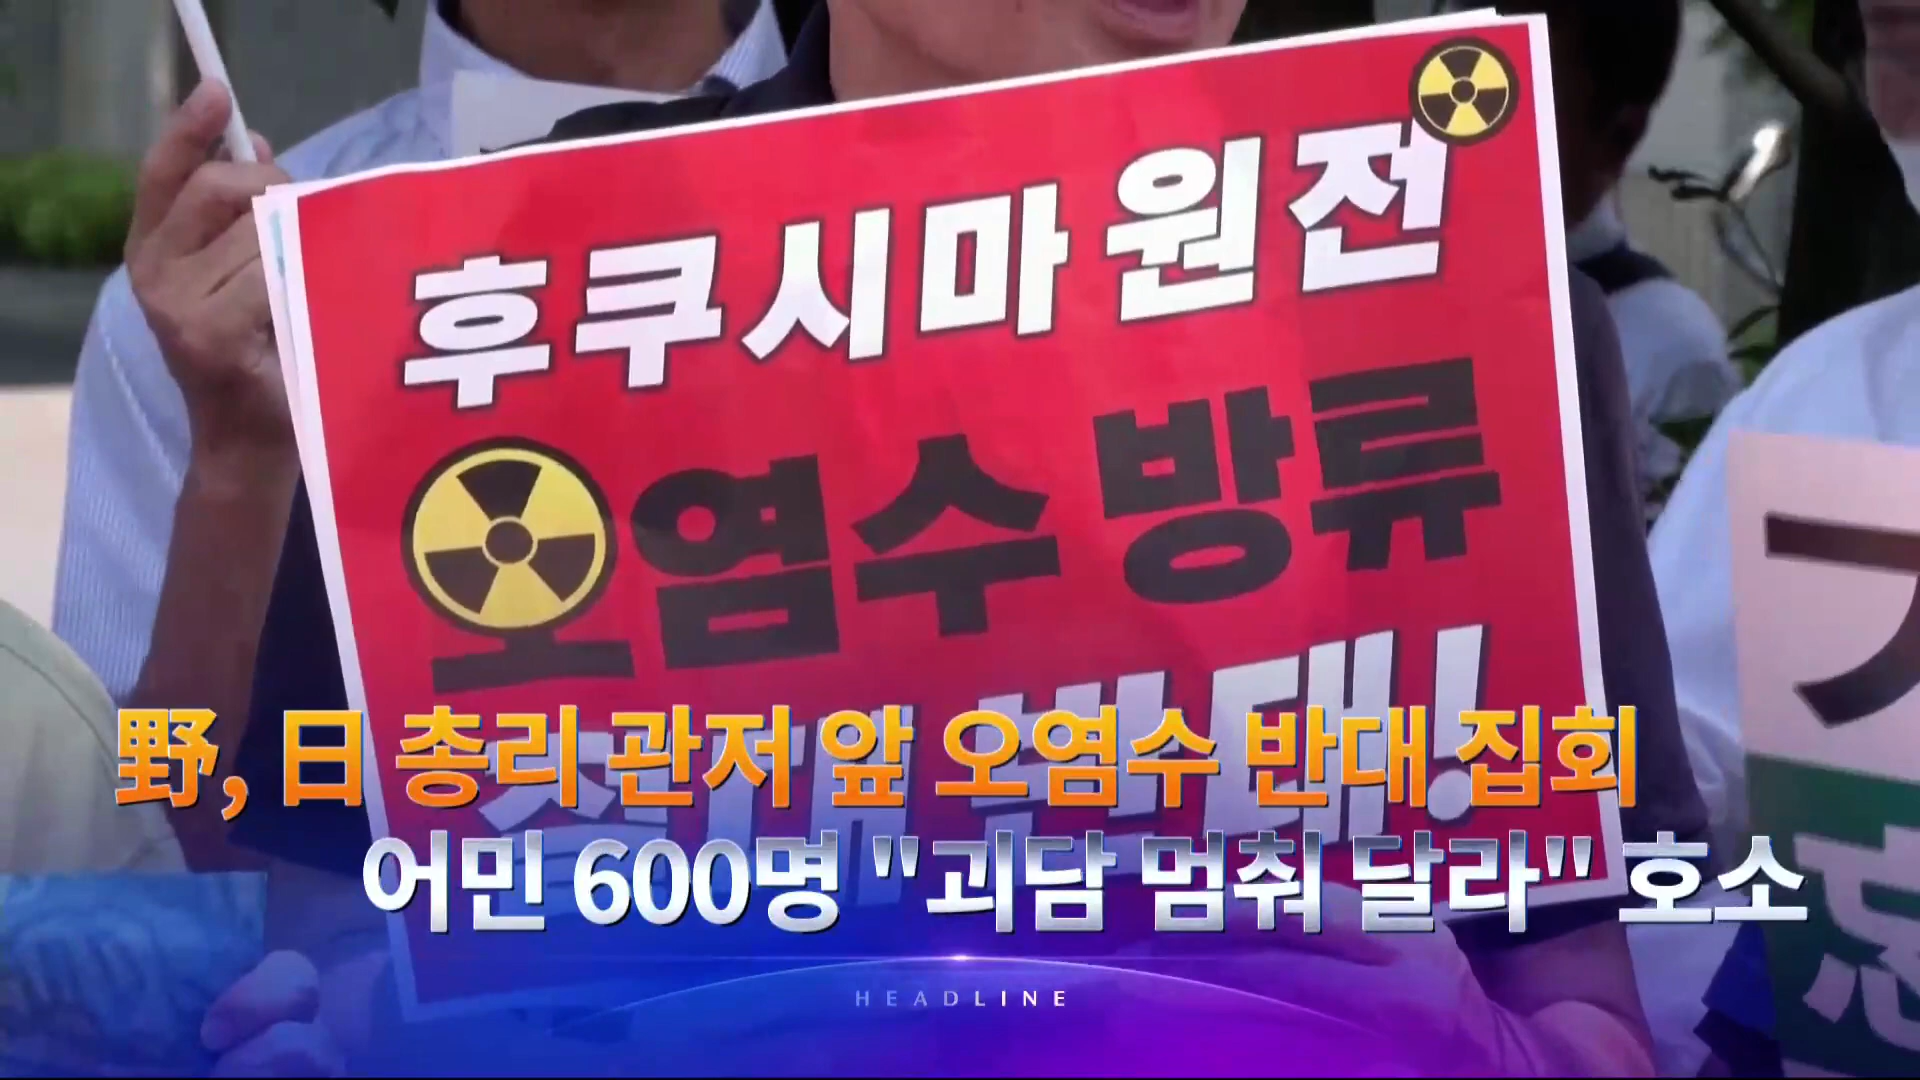 후쿠시마 원전
오염수 방류
반대!
野, 日 총리 관저 앞 오염수 반대 집회
어민 600명 "괴담 멈춰 달라" 호소
HEADLINE